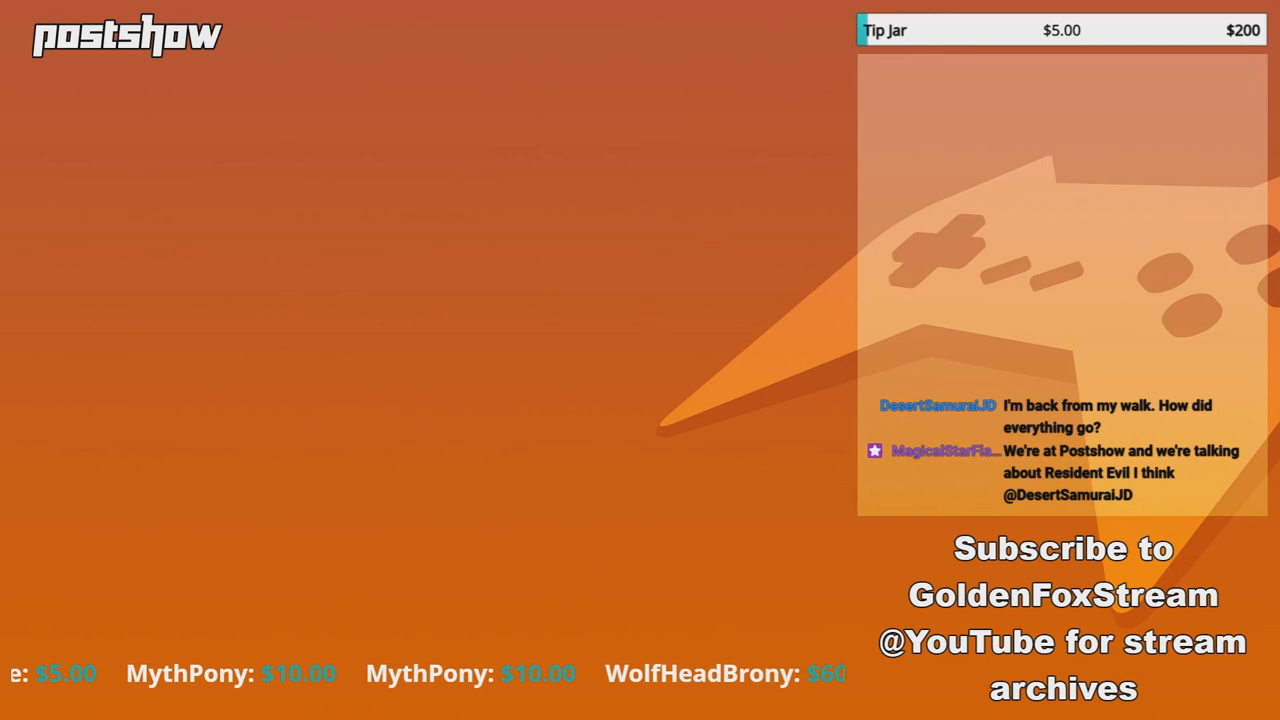 postshow
Tip Jar $5.00 $200
DesertSamuraiJD I'm back from my walk. How did
everything go?
MagicalStarFla... We're at Postshow and we're talking
about Resident Evil I think
@DesertSamuraiJD
Subscribe to
GoldenFoxStream
@YouTube for stream
archives
e: $5.00 MythPony: $10.00 MythPony: $10.00 WolfHeadBrony: $60